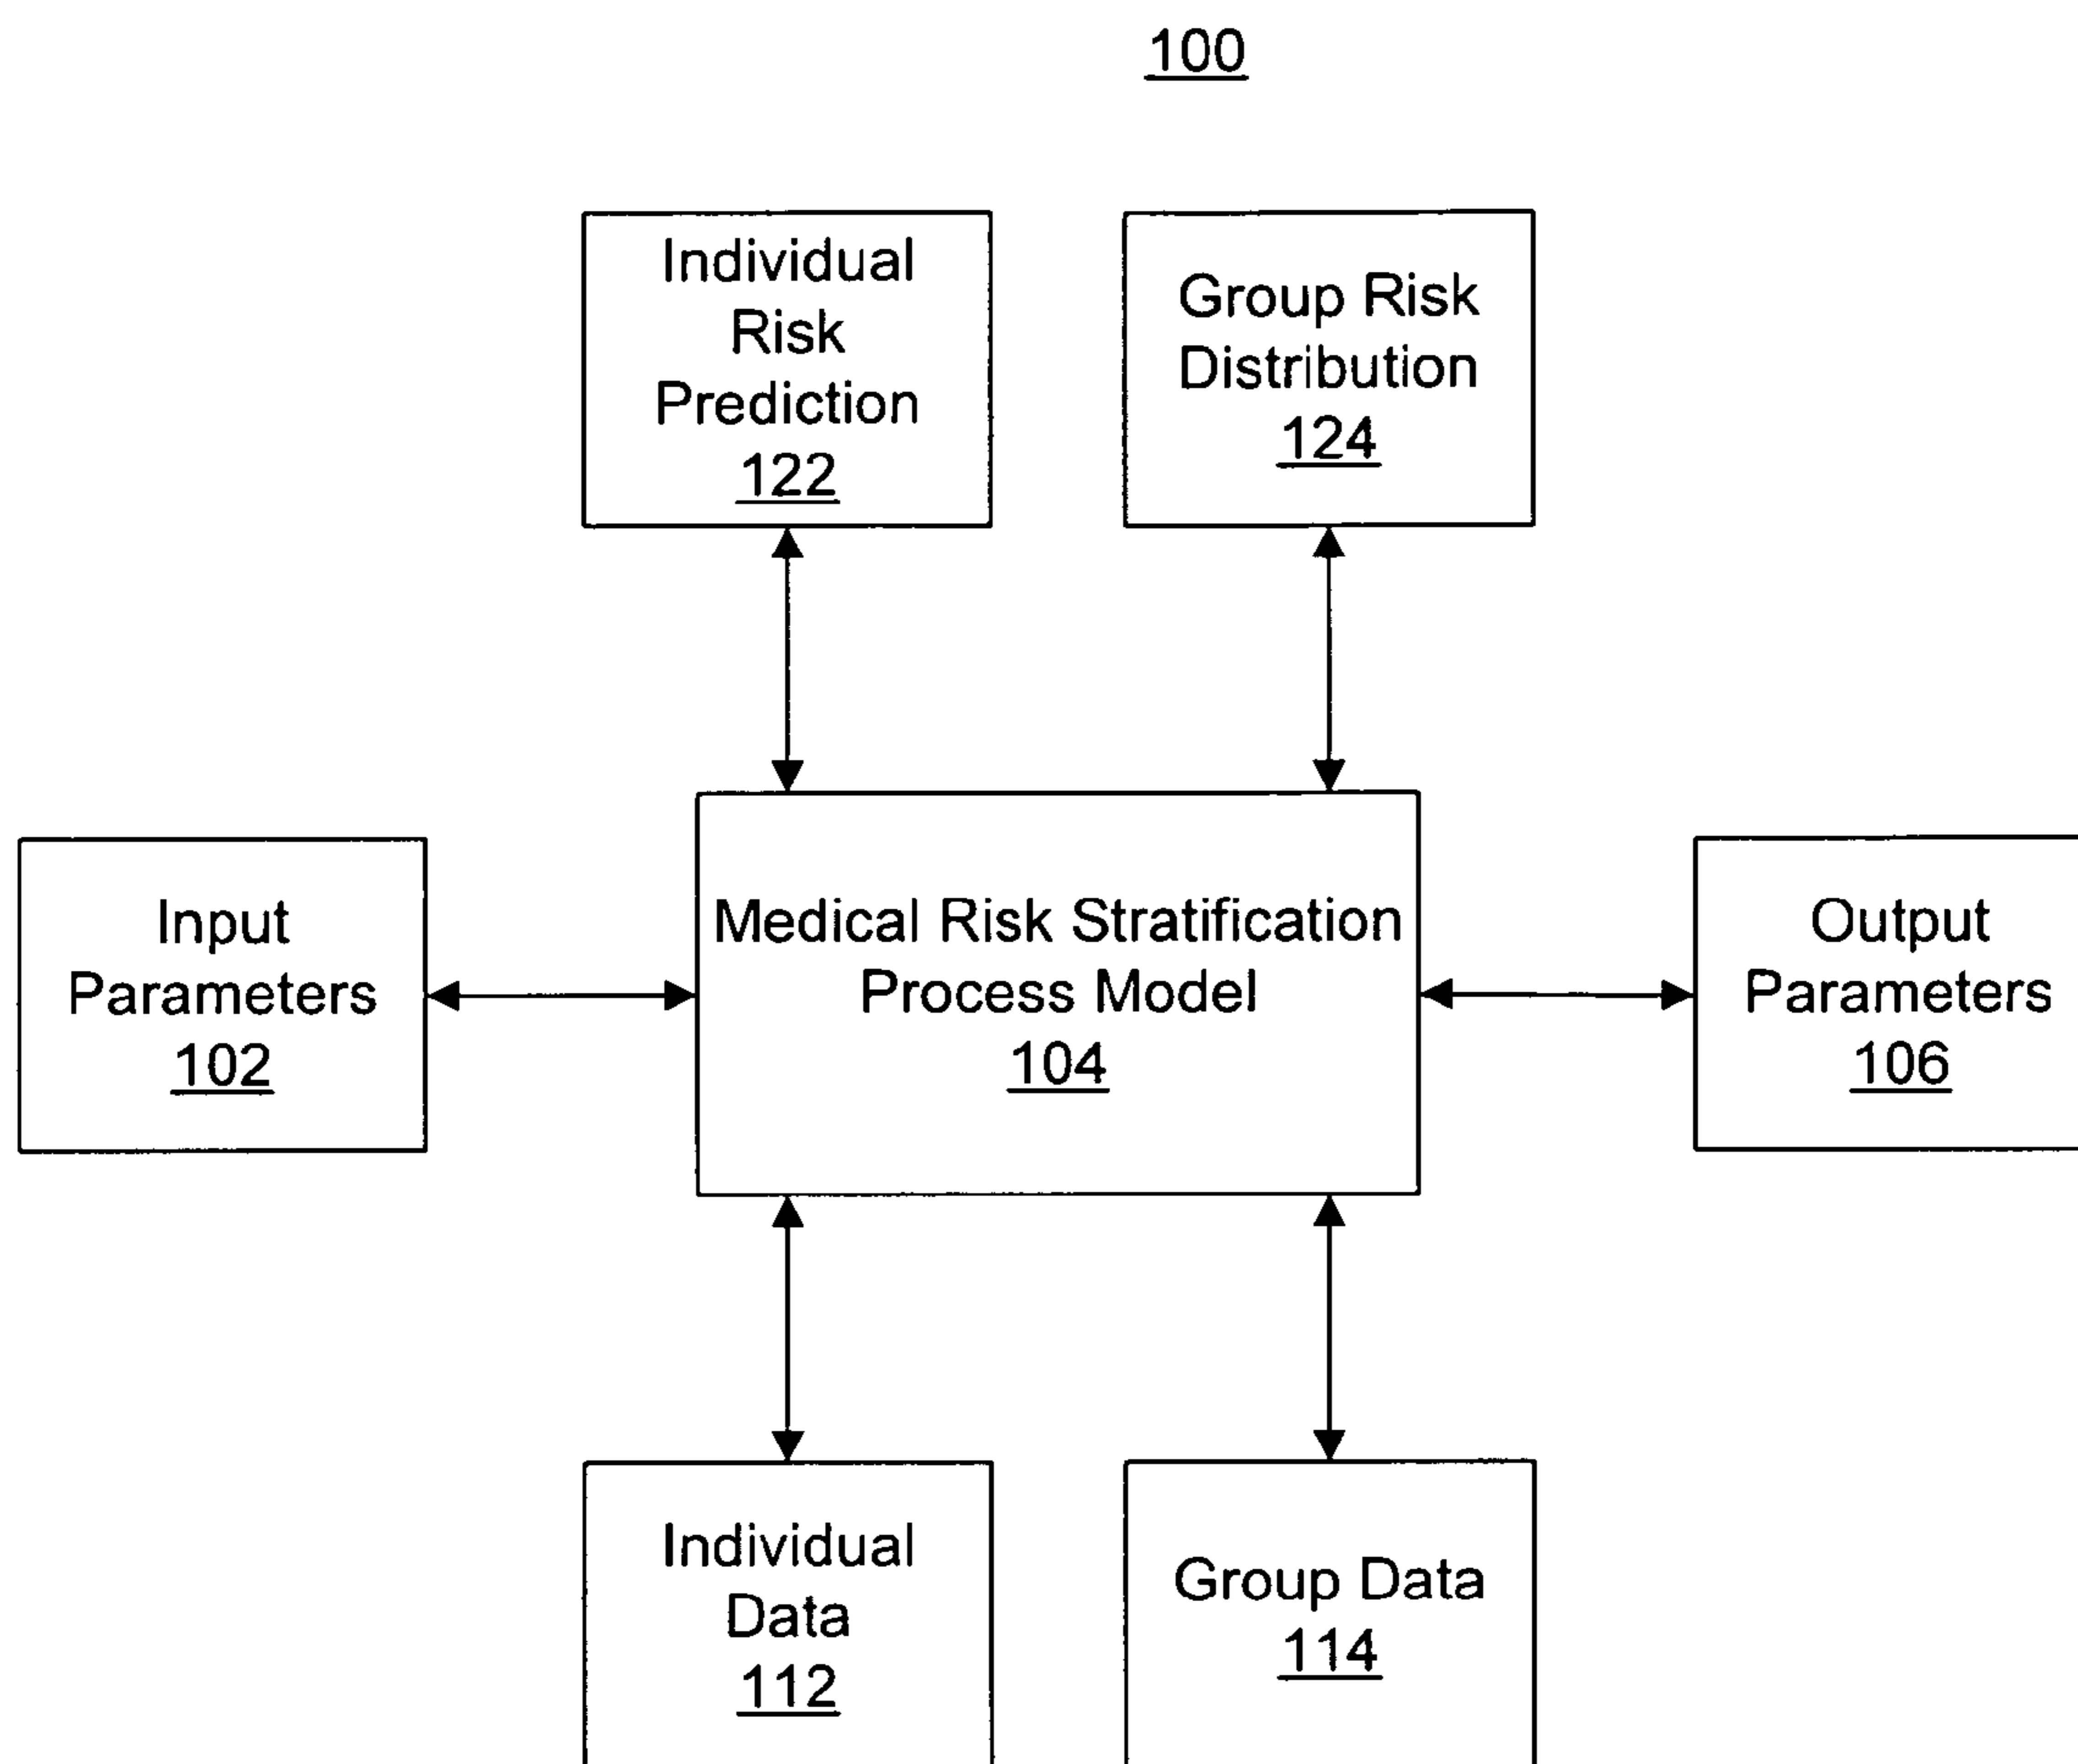 100
Individual
Risk
Prediction
122
Group Risk
Distribution
124
Input
Parameters
102
Medical Risk Stratification
Process Model
104
Output
Parameters
106
Individual
Data
112
Group Data
114